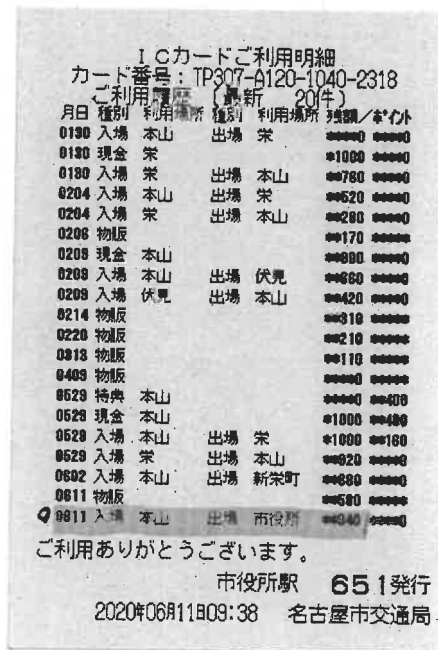 ICカードご利用明細
カード番号:TP307-A120-1040-2318
ご利用履歴 (最新 20件)
月日 種別 利用場所 種別 利用場所 残額/ポイント
0130 入場 本山 出場 栄 ****0 ****0
0130 現金 栄 *1000 ****0
0130 入場 栄 出場 本山 **760 ****0
0204 入場 本山 出場 栄 **520 ****0
0204 入場 栄 出場 本山 **280 ****0
0206 物販 **170 ****0
0209 現金 本山 **900 ****0
0209 入場 本山 出場 伏見 **660 ****0
0209 入場 伏見 出場 本山 **420 ****0
0214 物販 **310 ****0
0220 物販 **210 ****0
0313 物販 **110 ****0
0409 物販 ****0 ****0
0529 特典 本山 ****0 **400
0529 現金 本山 *1000 **400
0529 入場 本山 出場 栄 *1000 **160
0529 入場 栄 出場 本山 **920 ****0
0602 入場 本山 出場 新栄町 **680 ****0
0611 物販 **580 ****0
0611 入場 本山 出場 市役所 **340 ****0
ご利用ありがとうございます。
市役所駅 651発行
2020年06月11日09:38 名古屋市交通局